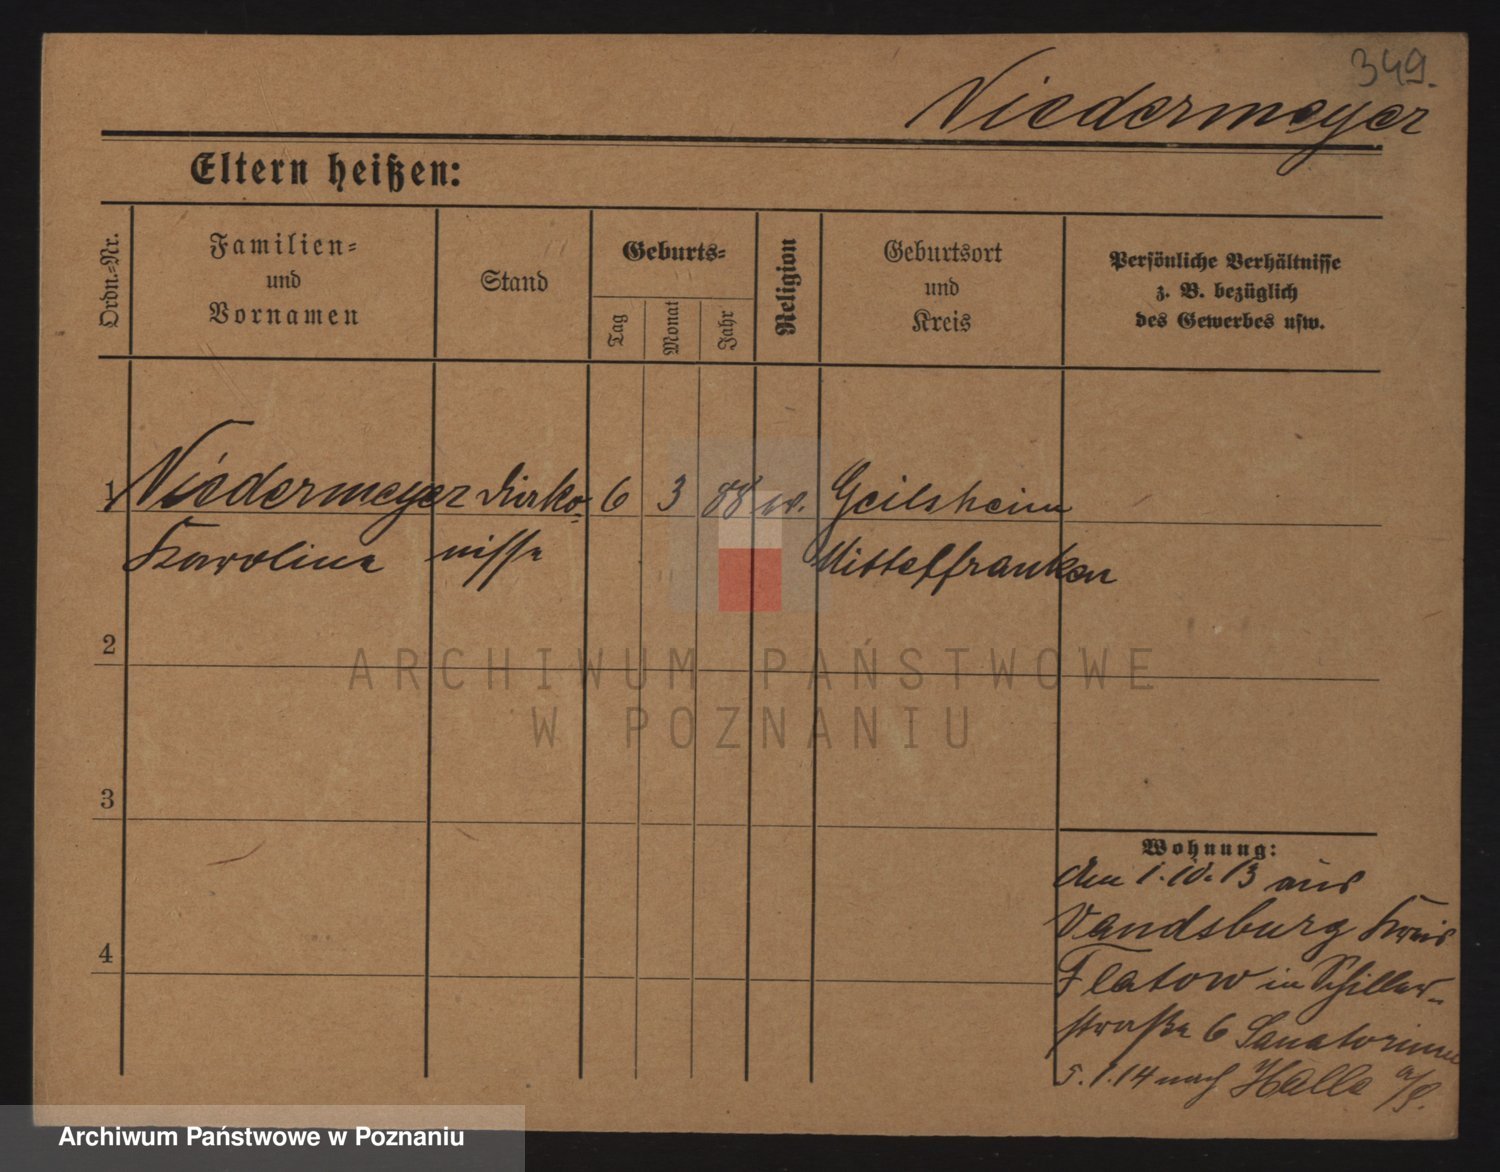 349.
Niedermeyer
Eltern heißen:
Ordn.=Nr.
Familien=
und
Vornamen
Stand
Geburts=
Tag
Monat
Jahr
Religion
Geburtsort
und
Kreis
Persönliche Verhältnisse
z. B. bezüglich
des Gewerbes usw.
1 Niedermeyer Diako= 6 3 88 ev. Geilsheim
Karoline nisse Mittelfranken
2
3
4
Wohnung:
den 1.10.13 aus
Vandsburg Kreis
Flatow in Schiller-
straße 6 Sanatorium
5.1.14 nach Halle a/S.
ARCHIWUM PAŃSTWOWE
W POZNANIU
Archiwum Państwowe w Poznaniu